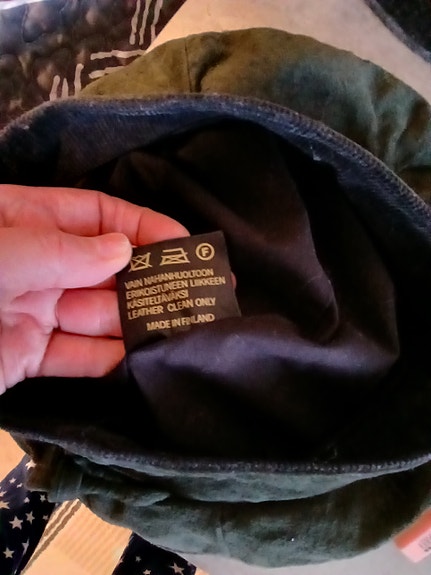 F
VAIN NAHANHUOLTOON
ERIKOISTUNEEN LIIKKEEN
KÄSITELTÄVÄKSI
LEATHER CLEAN ONLY
MADE IN FINLAND